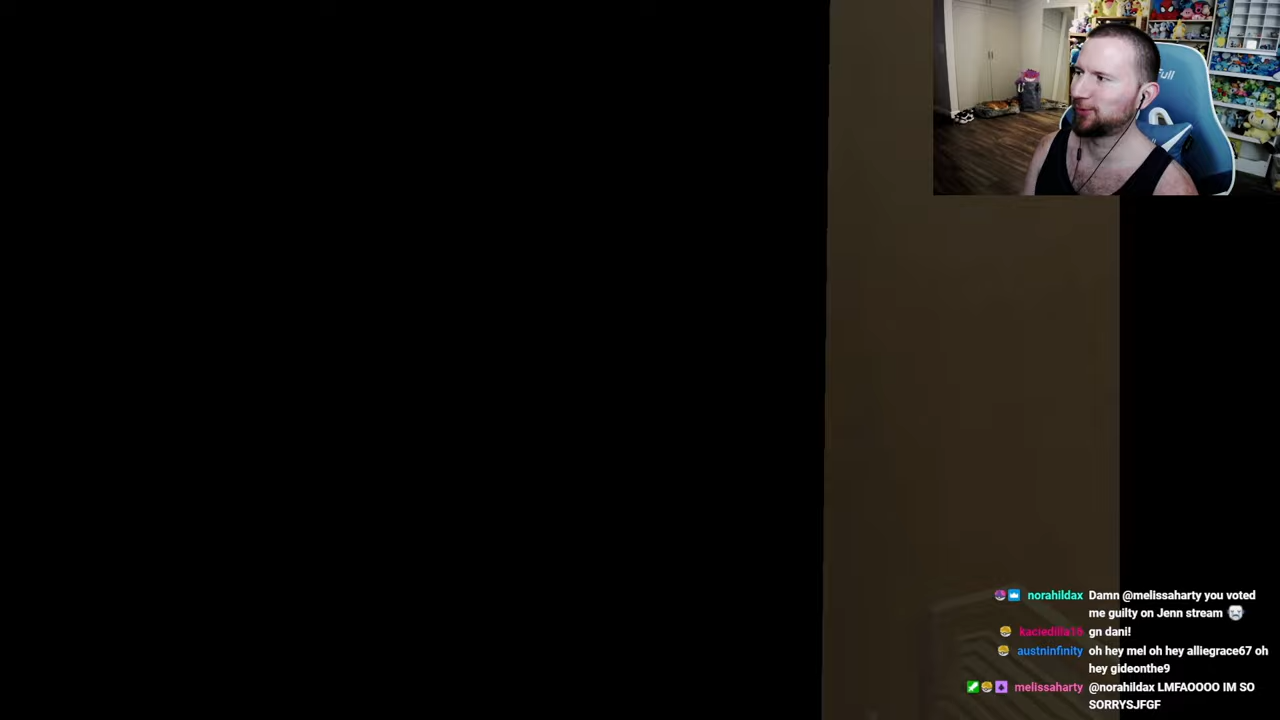 norahildax Damn @melissaharty you voted
me guilty on Jenn stream
kaciedilla16 gn dani!
austninfinity oh hey mel oh hey alliegrace67 oh
hey gideonthe9
melissaharty @norahildax LMFAOOOO IM SO
SORRYSJFGF